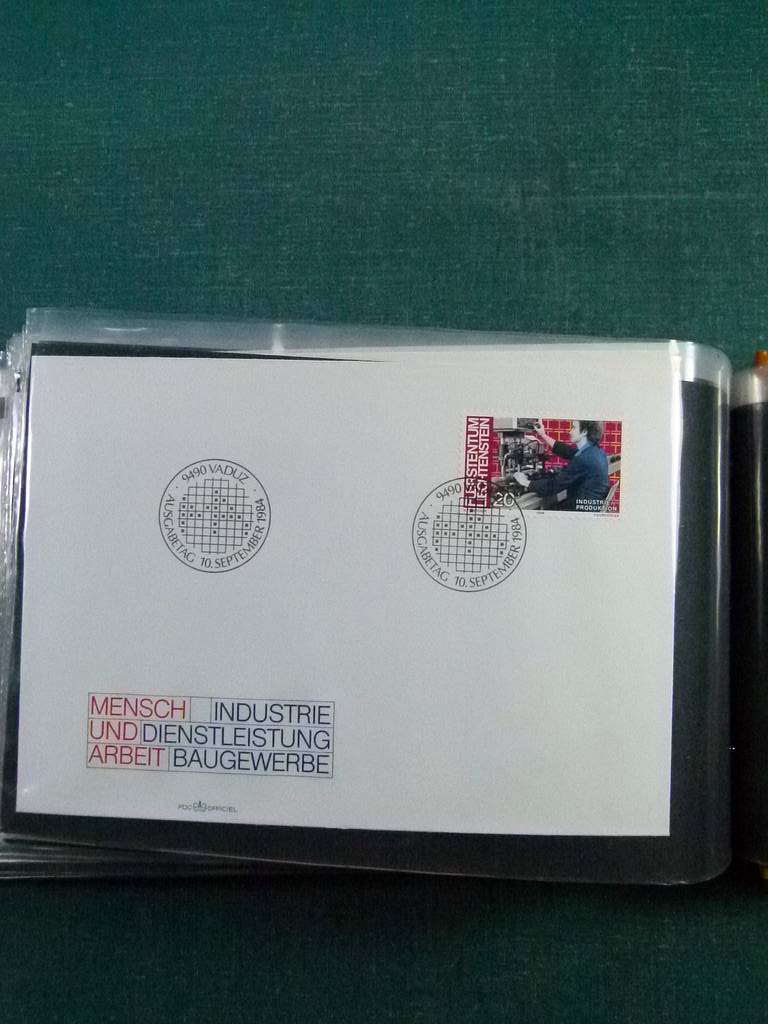 FÜRSTENTUM
LIECHTENSTEIN
20
INDUSTRIE/
PRODUKTION
9490 VADUZ
AUSGABETAG 10. SEPTEMBER 1984
9490
AUSGABETAG 10. SEPTEMBER 1984
MENSCH INDUSTRIE
UND DIENSTLEISTUNG
ARBEIT BAUGEWERBE
FDC OFFICIEL